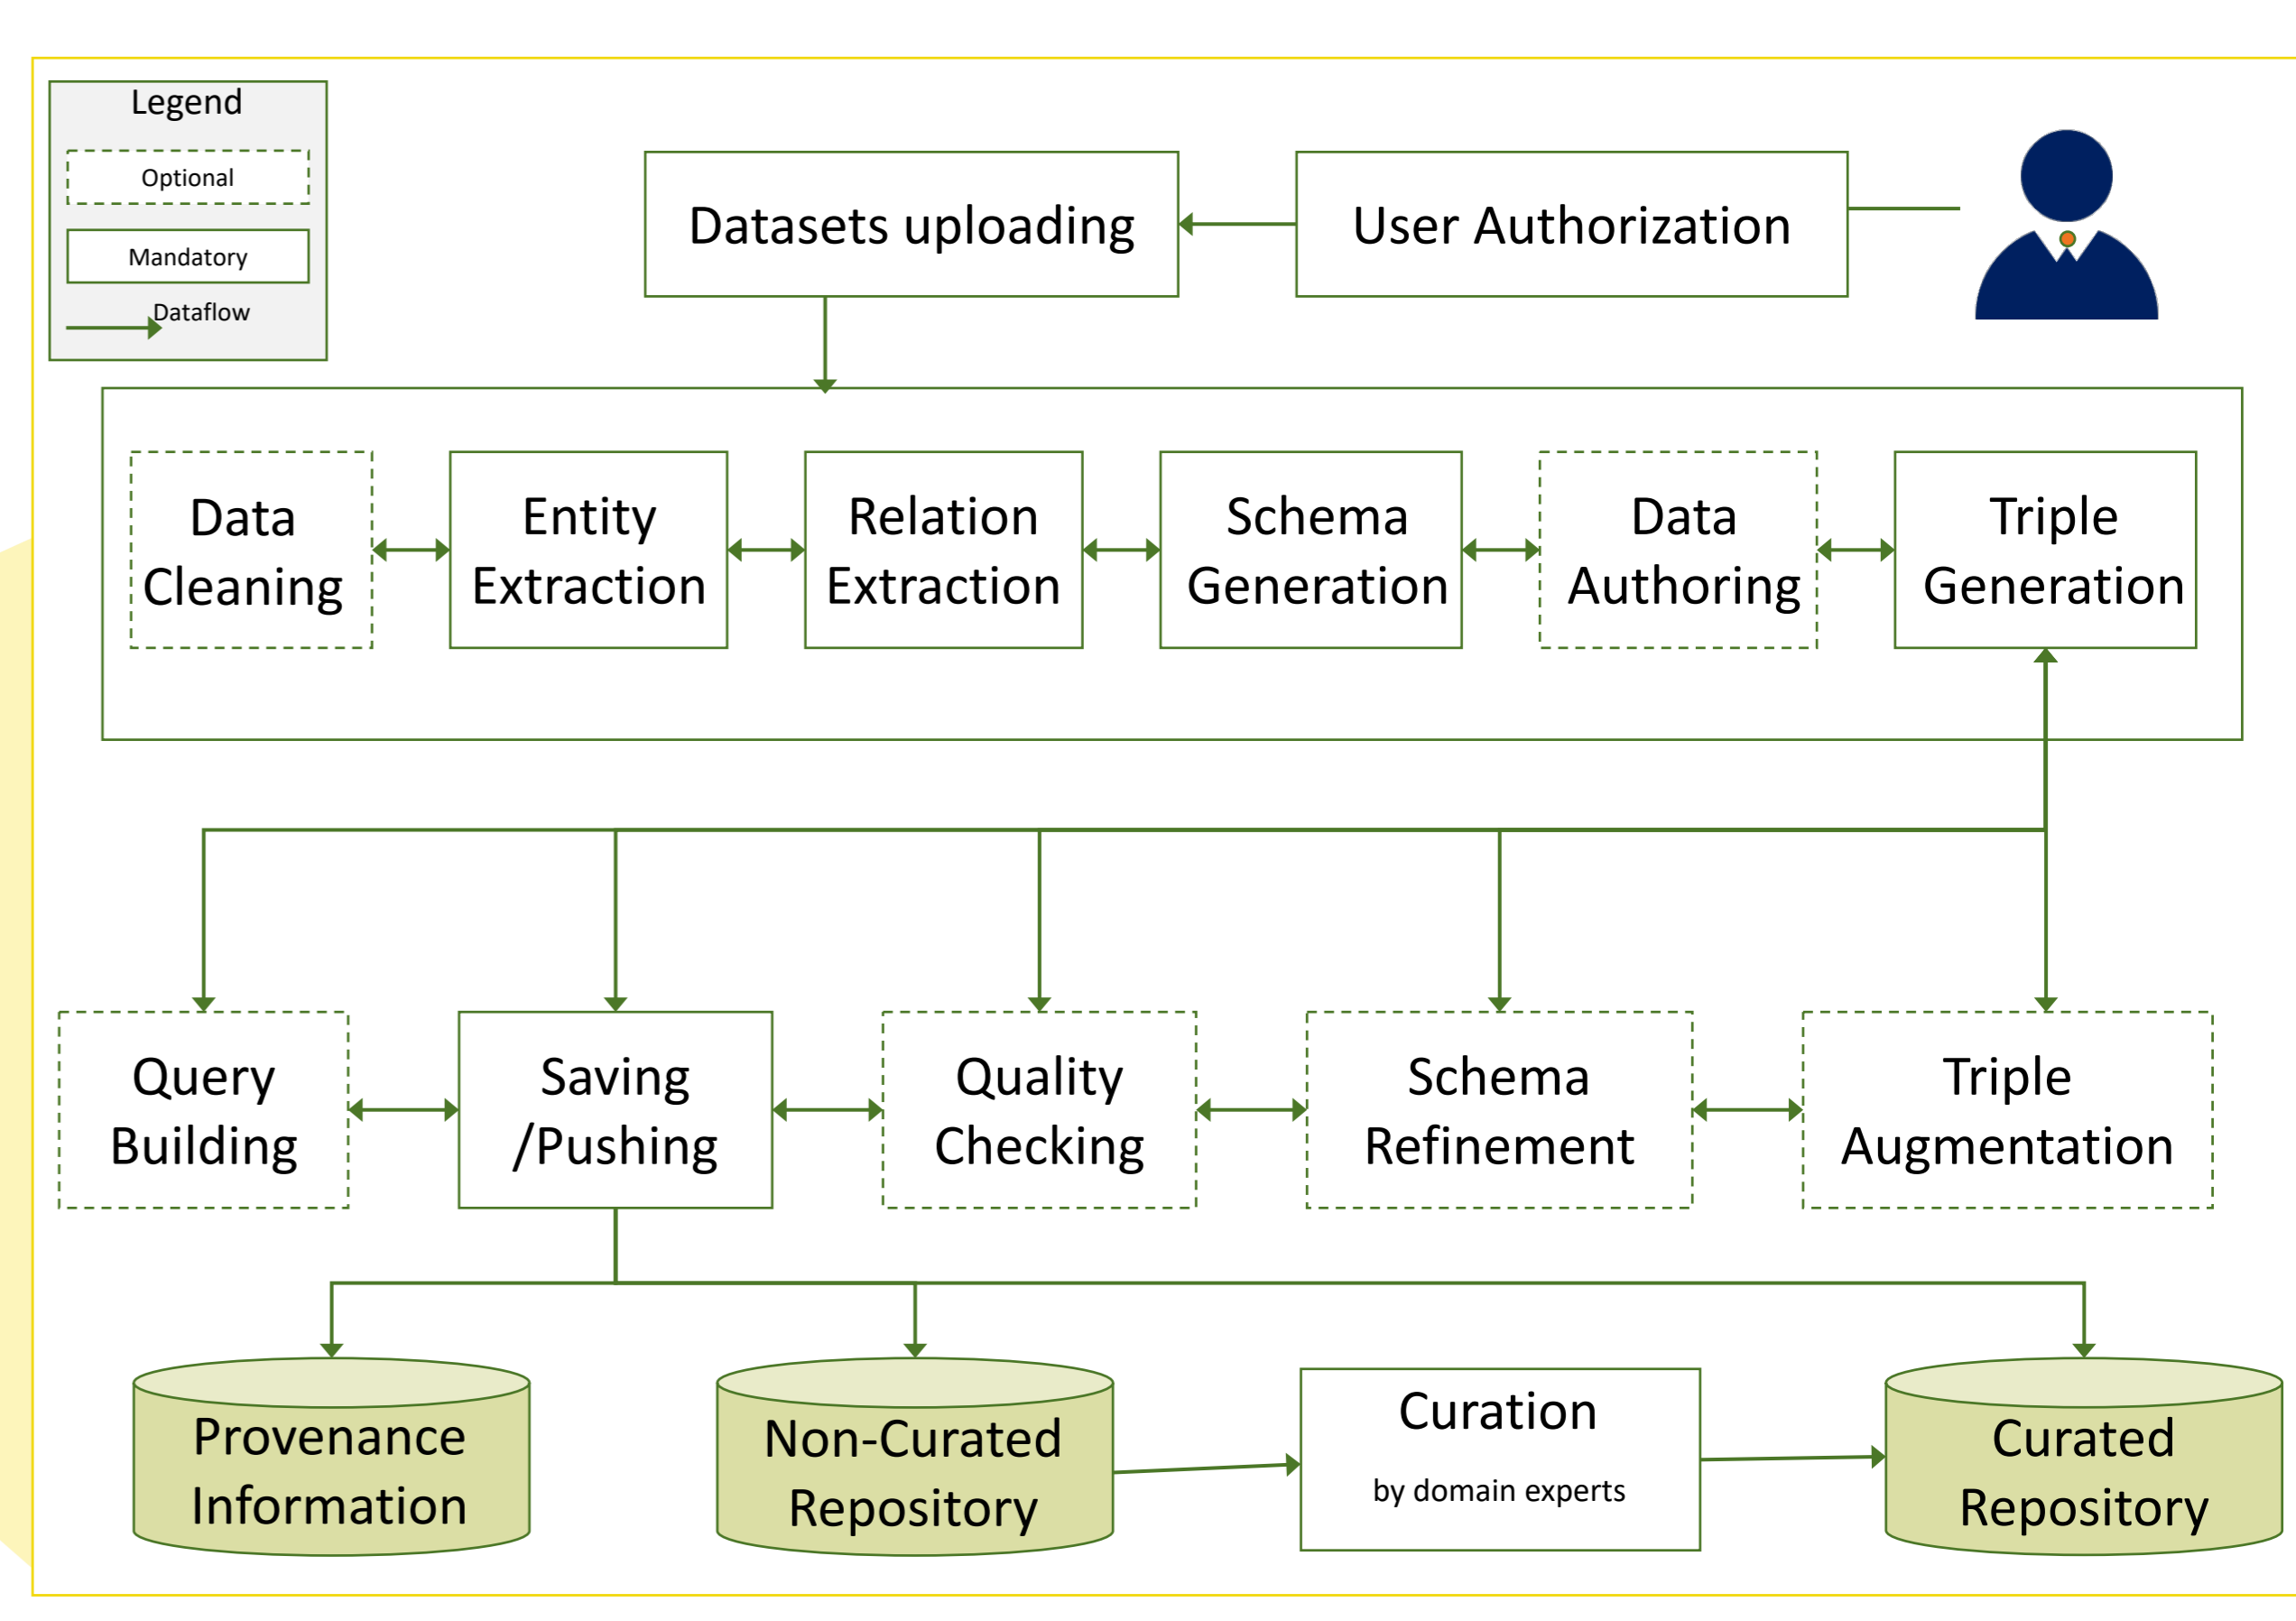 Legend
Optional
Mandatory
Dataflow
Datasets uploading
User Authorization
Data
Cleaning
Entity
Extraction
Relation
Extraction
Schema
Generation
Data
Authoring
Triple
Generation
Query
Building
Saving
/Pushing
Quality
Checking
Schema
Refinement
Triple
Augmentation
Provenance
Information
Non-Curated
Repository
Curation
by domain experts
Curated
Repository